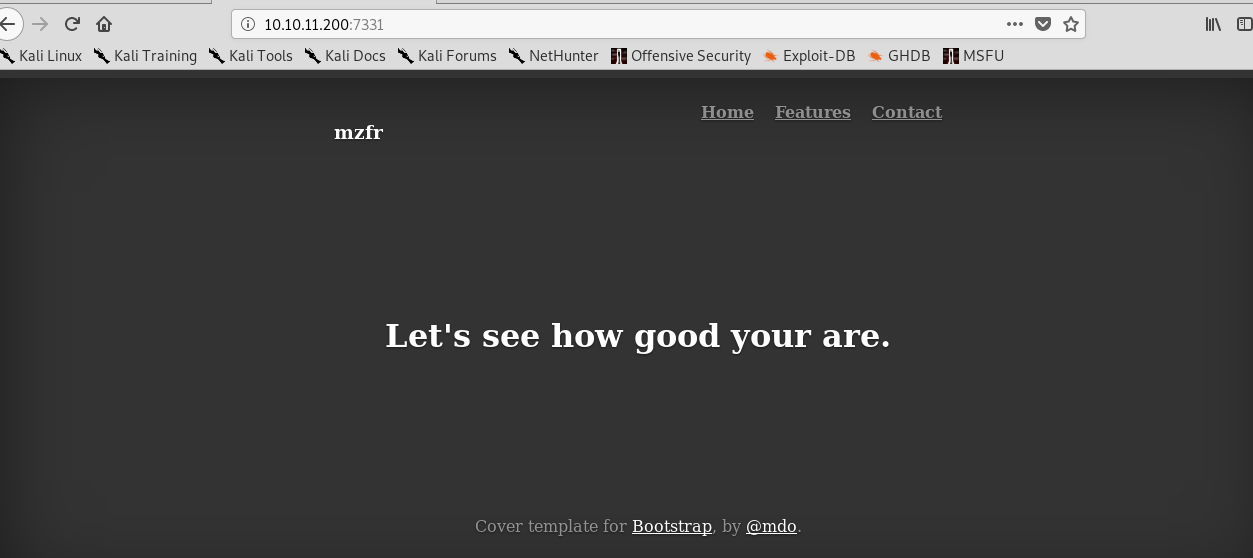 10.10.11.200:7331
Kali Linux Kali Training Kali Tools Kali Docs Kali Forums NetHunter Offensive Security Exploit-DB GHDB MSFU
Home Features Contact
mzfr
Let's see how good your are.
Cover template for Bootstrap, by @mdo.